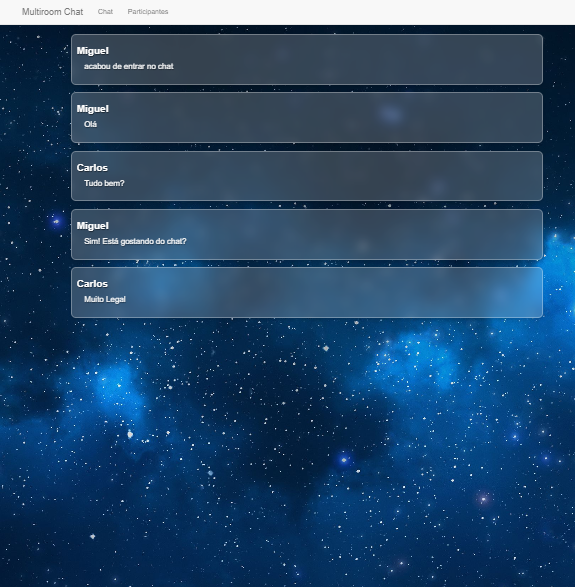 Multiroom Chat Chat Participantes
Miguel
acabou de entrar no chat
Miguel
Olá
Carlos
Tudo bem?
Miguel
Sim! Está gostando do chat?
Carlos
Muito Legal